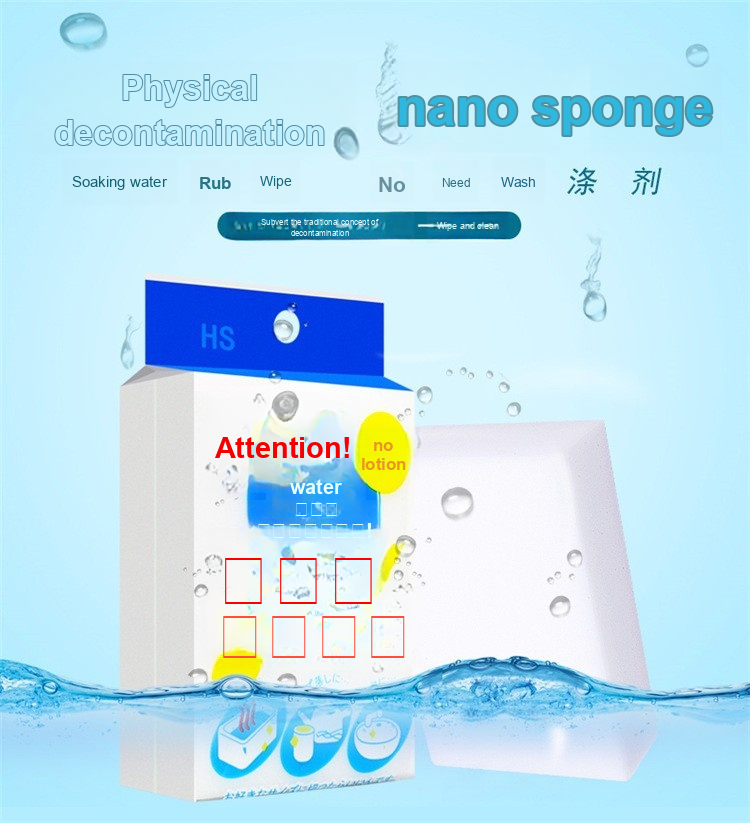 Physical
decontamination
nano sponge
Soaking water Rub Wipe No Need Wash 涤 剂
Subvert the traditional concept of
decontamination
Wipe and clean
HS
Attention!
no
lotion
water